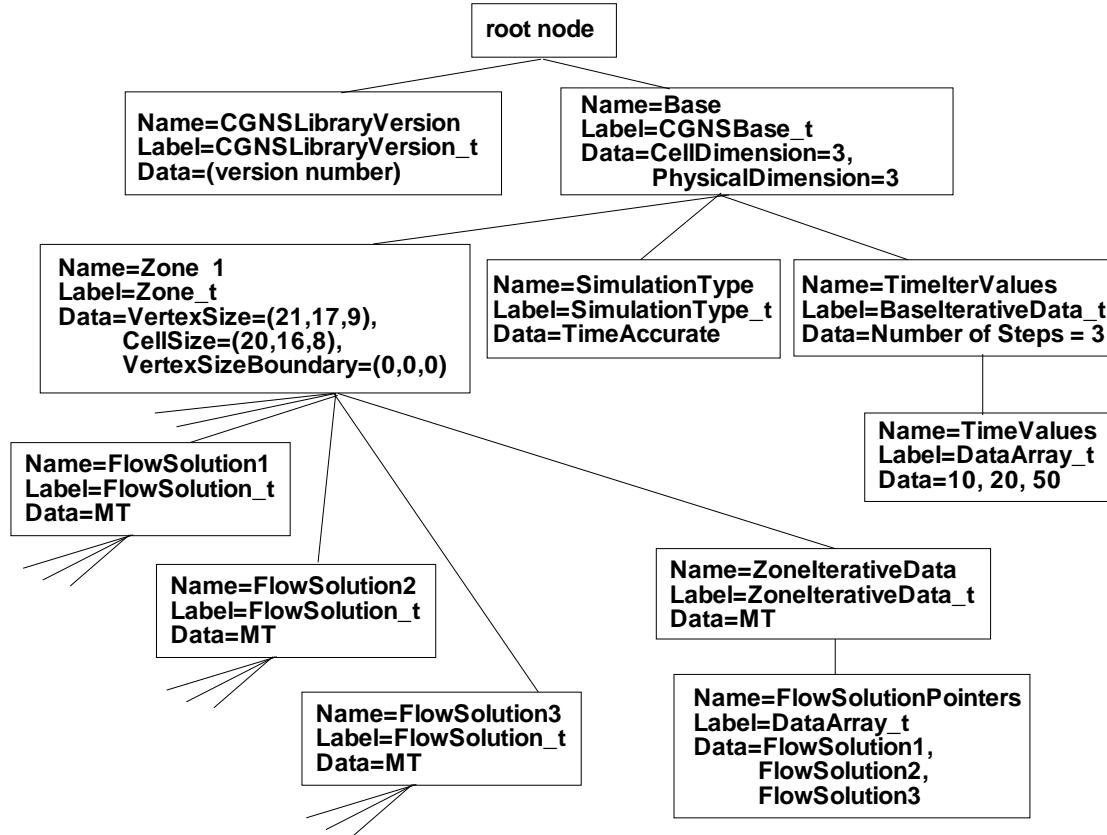 root node
Name=CGNSLibraryVersion
Label=CGNSLibraryVersion_t
Data=(version number)
Name=Base
Label=CGNSBase_t
Data=CellDimension=3,
PhysicalDimension=3
Name=Zone 1
Label=Zone_t
Data=VertexSize=(21,17,9),
CellSize=(20,16,8),
VertexSizeBoundary=(0,0,0)
Name=SimulationType
Label=SimulationType_t
Data=TimeAccurate
Name=TimeIterValues
Label=BaseIterativeData_t
Data=Number of Steps = 3
Name=TimeValues
Label=DataArray_t
Data=10, 20, 50
Name=FlowSolution1
Label=FlowSolution_t
Data=MT
Name=FlowSolution2
Label=FlowSolution_t
Data=MT
Name=FlowSolution3
Label=FlowSolution_t
Data=MT
Name=ZoneIterativeData
Label=ZoneIterativeData_t
Data=MT
Name=FlowSolutionPointers
Label=DataArray_t
Data=FlowSolution1,
FlowSolution2,
FlowSolution3